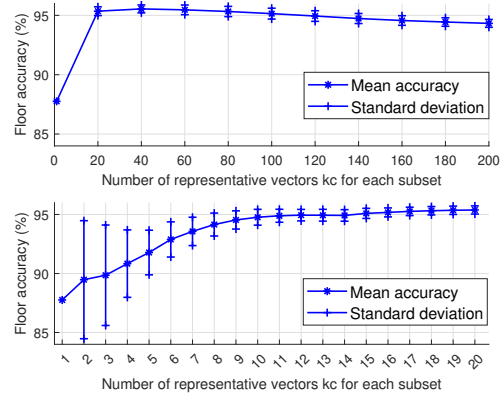 95
90
85
Floor accuracy (%)
Mean accuracy
Standard deviation
0 20 40 60 80 100 120 140 160 180 200
Number of representative vectors kc for each subset
95
90
85
Floor accuracy (%)
Mean accuracy
Standard deviation
1 2 3 4 5 6 7 8 9 10 11 12 13 14 15 16 17 18 19 20
Number of representative vectors kc for each subset